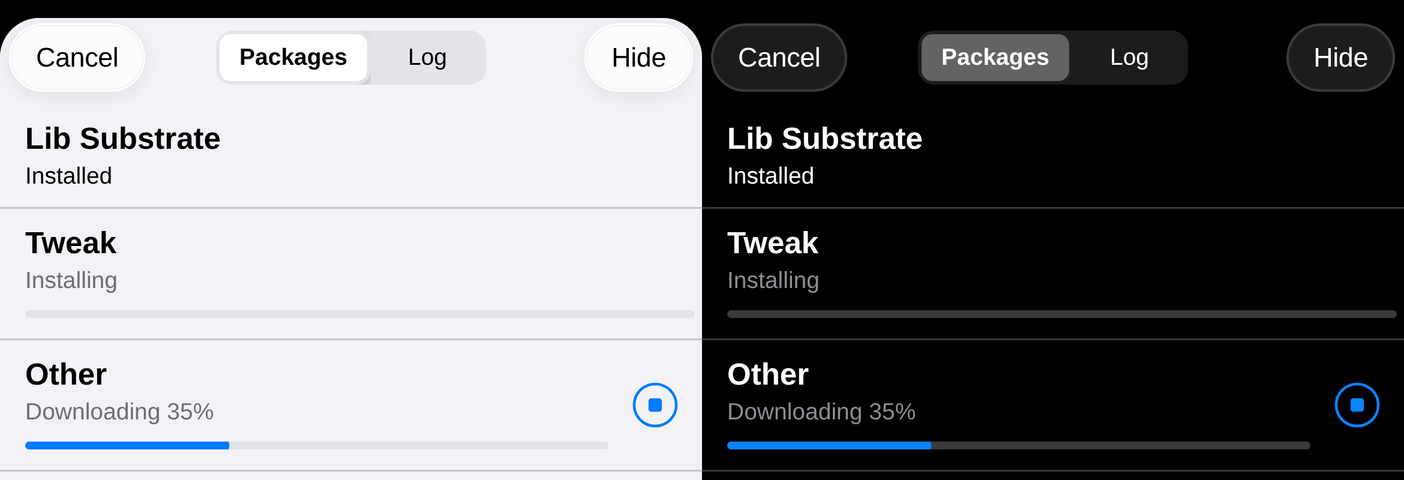 Cancel Packages Log Hide
Lib Substrate
Installed
Tweak
Installing
Other
Downloading 35%
Cancel Packages Log Hide
Lib Substrate
Installed
Tweak
Installing
Other
Downloading 35%